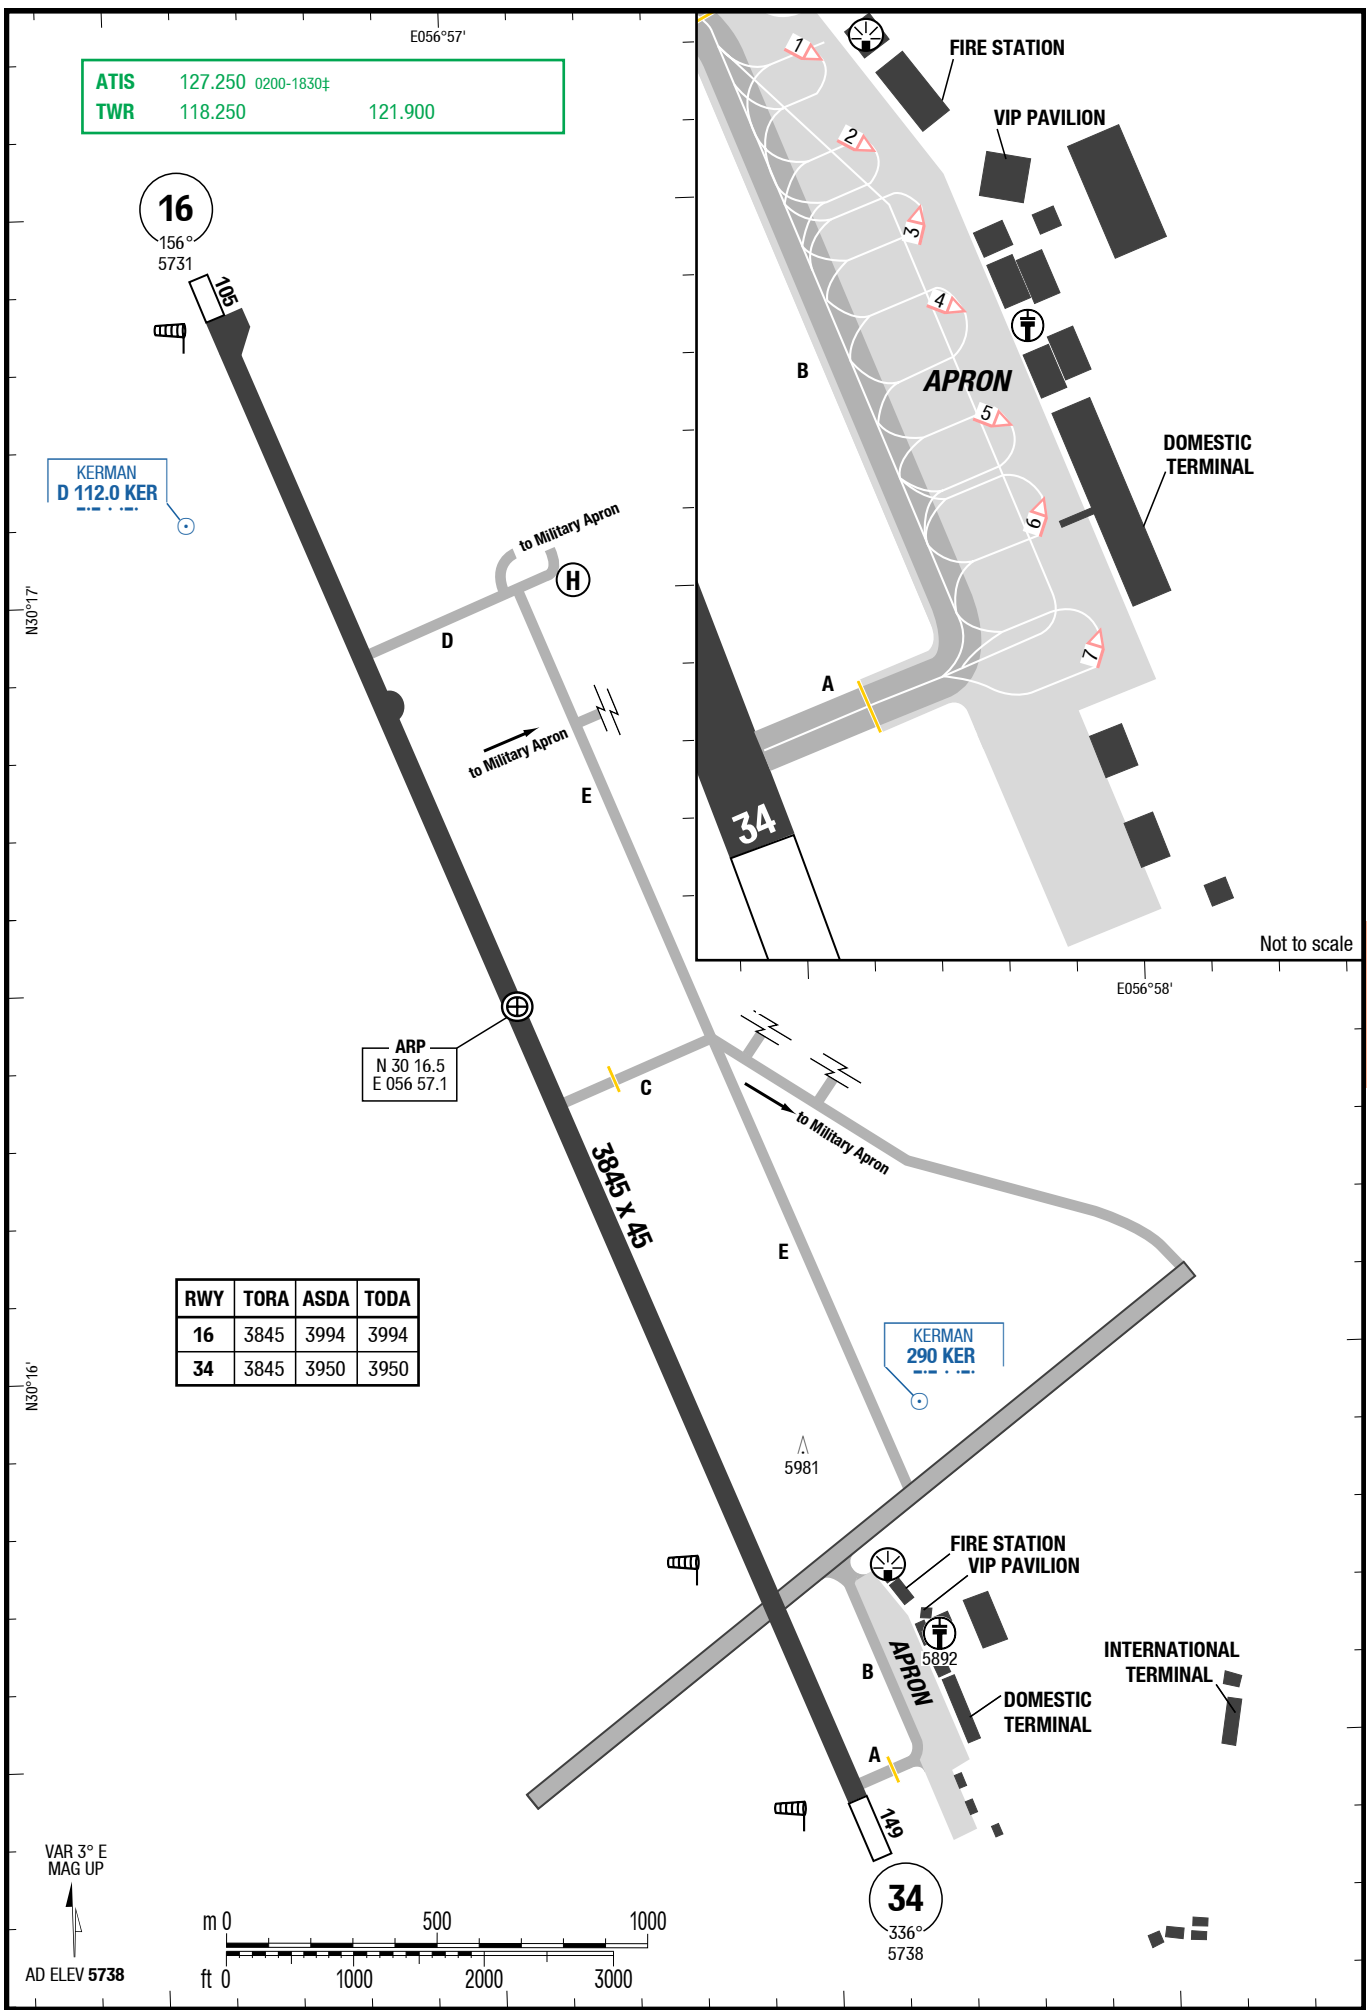 E056°57'
ATIS 127.250 0200-1830‡
TWR 118.250 121.900
16
156°
5731
105
KERMAN
D 112.0 KER
to Military Apron
H
D
N30°17'
to Military Apron
E
ARP
N 30 16.5
E 056 57.1
C
to Military Apron
3845 x 45
E
RWY TORA ASDA TODA
16 3845 3994 3994
34 3845 3950 3950
N30°16'
KERMAN
290 KER
5981
FIRE STATION
VIP PAVILION
5892
B
APRON
INTERNATIONAL
TERMINAL
DOMESTIC
TERMINAL
A
149
34
336°
5738
VAR 3° E
MAG UP
AD ELEV 5738
m 0 500 1000
ft 0 1000 2000 3000
1
FIRE STATION
VIP PAVILION
2
3
4
B
APRON
5
DOMESTIC
TERMINAL
6
7
A
34
Not to scale
E056°58'